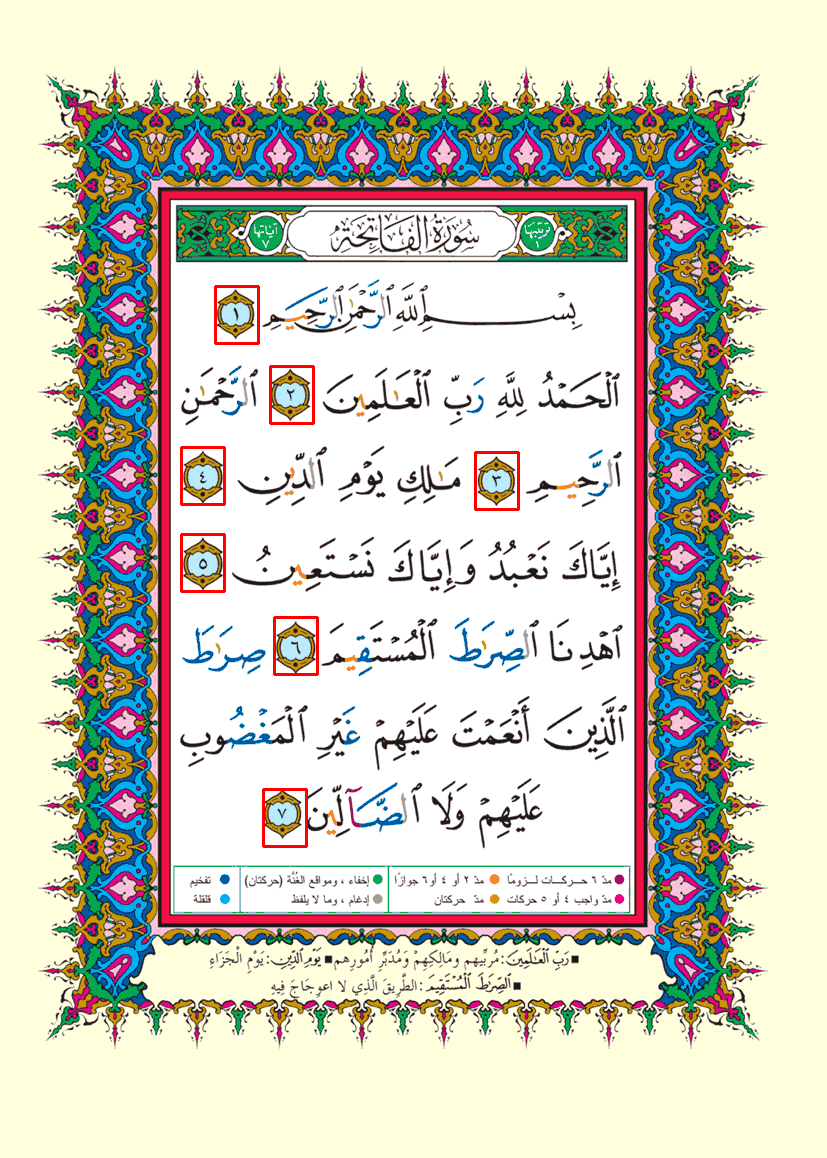 ترتيبها ١
سُورَةُ الفَاتِحَةِ
آيَاتها ٧
بِسْمِ ٱللَّهِ ٱلرَّحْمَٰنِ ٱلرَّحِيمِ ١
ٱلْحَمْدُ لِلَّهِ رَبِّ ٱلْعَٰلَمِينَ ٢ ٱلرَّحْمَٰنِ
ٱلرَّحِيمِ ٣ مَٰلِكِ يَوْمِ ٱلدِّينِ ٤
إِيَّاكَ نَعْبُدُ وَإِيَّاكَ نَسْتَعِينُ ٥
ٱهْدِنَا ٱلصِّرَٰطَ ٱلْمُسْتَقِيمَ ٦ صِرَٰطَ
ٱلَّذِينَ أَنْعَمْتَ عَلَيْهِمْ غَيْرِ ٱلْمَغْضُوبِ
عَلَيْهِمْ وَلَا ٱلضَّآلِّينَ ٧
مدّ ٦ حركات لزومًا مدّ ٢ أو ٤ أو ٦ جوازًا إخفاء ، ومواقع الغُنَّة (حركتان) تفخيم
مدّ واجب ٤ أو ٥ حركات مدّ حركتان إدغام ، وما لا يلفظ قلقلة
■ رَبِّ ٱلْعَٰلَمِينَ: مُرَبِّيهم ومَالِكِهِمْ وَمُدَبِّرِ أُمُورِهم ■ يَوْمِ ٱلدِّينِ: يَوْمِ الْجَزَاءِ
■ ٱلصِّرَٰطَ ٱلْمُسْتَقِيمَ: الطَّرِيقَ الَّذِي لا اعوِجَاجَ فِيهِ